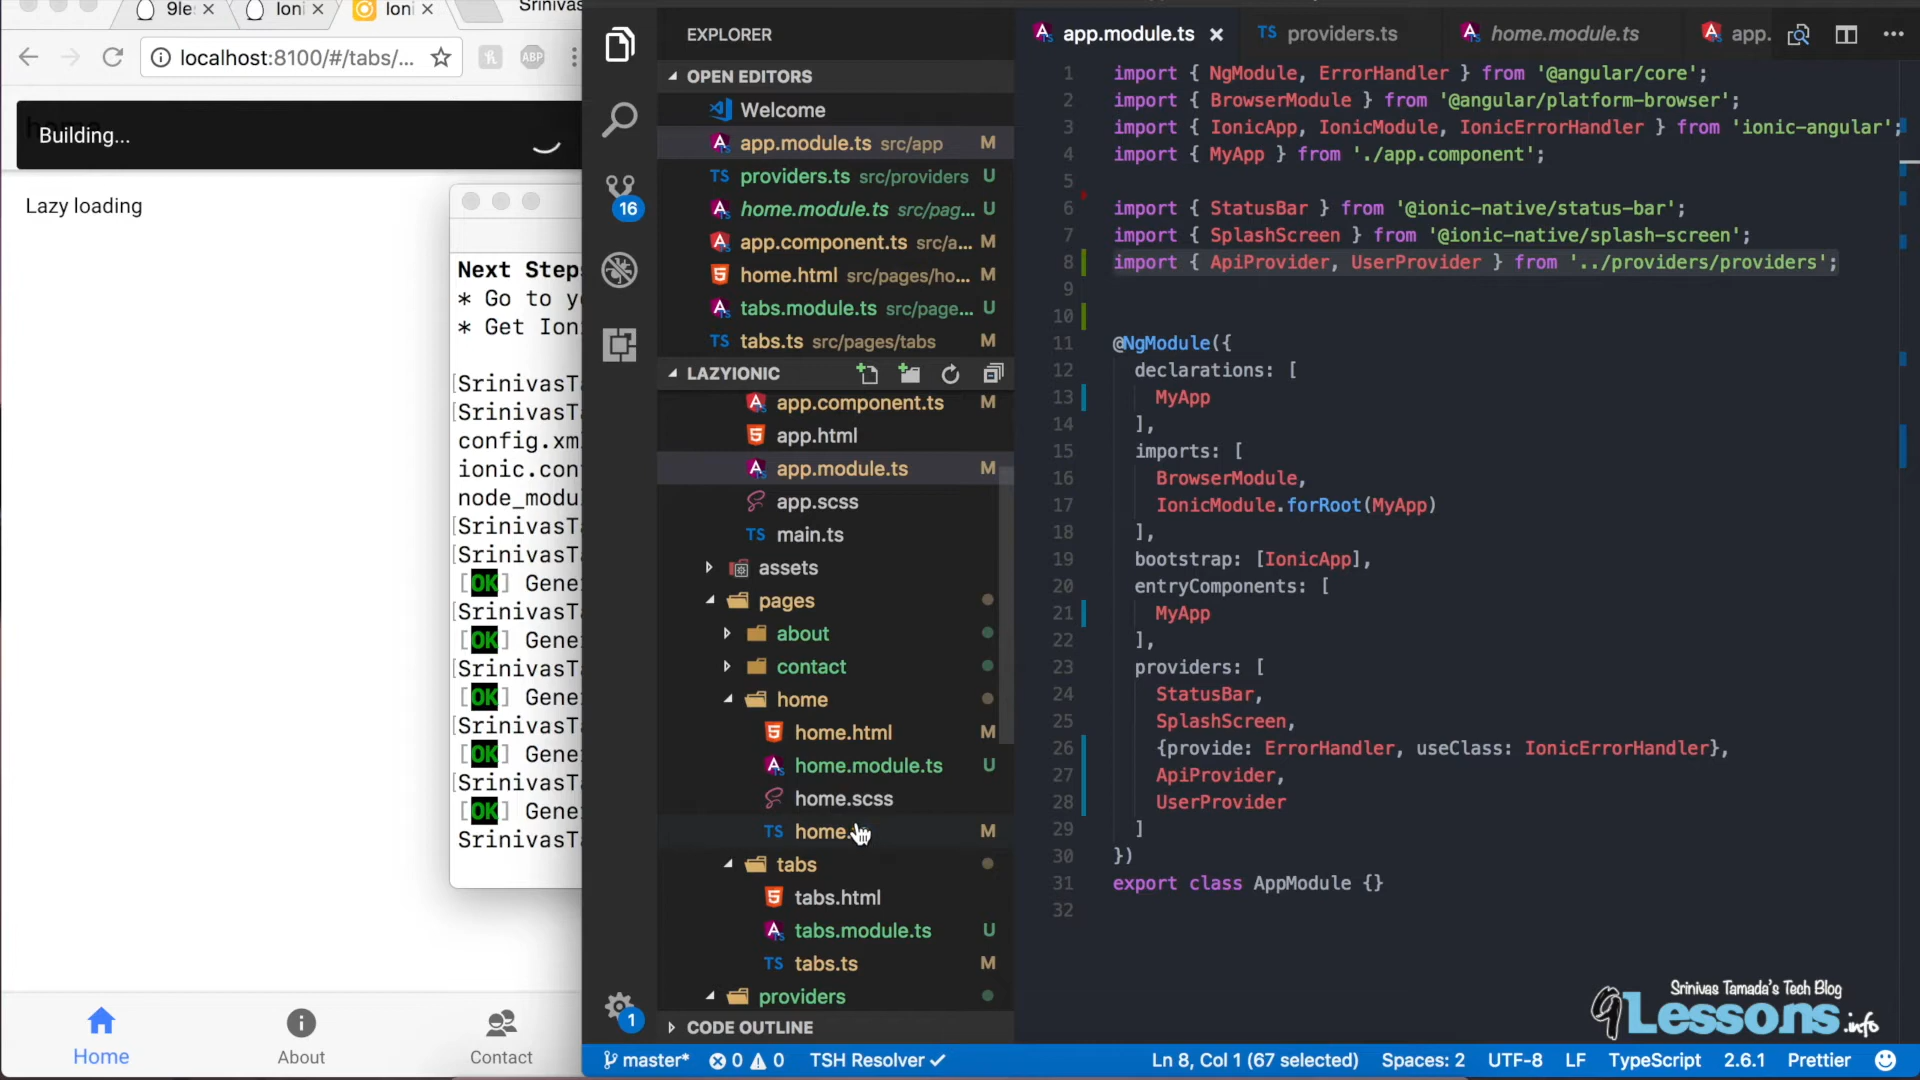 9le
Ioni
Ioni
Srinivas
localhost:8100/#/tabs/...
ABP
Building...
Lazy loading
Next Steps
* Go to y
* Get Ion
[SrinivasT
[SrinivasT
config.xm
ionic.con
node_modu
[SrinivasT
[SrinivasT
[OK] Gene
[SrinivasT
[OK] Gene
[SrinivasT
[OK] Gene
[SrinivasT
[OK] Gene
[SrinivasT
[OK] Gene
SrinivasT
Home
About
Contact
16
1
EXPLORER
OPEN EDITORS
Welcome
app.module.ts src/app M
TS providers.ts src/providers U
home.module.ts src/pag... U
app.component.ts src/a... M
home.html src/pages/ho... M
tabs.module.ts src/page... U
TS tabs.ts src/pages/tabs M
LAZYIONIC
app.component.ts M
app.html
app.module.ts M
app.scss
TS main.ts
assets
pages
about
contact
home
home.html M
home.module.ts U
home.scss
TS home. M
tabs
tabs.html
tabs.module.ts U
TS tabs.ts M
providers
CODE OUTLINE
app.module.ts
TS providers.ts
home.module.ts
app.
1 import { NgModule, ErrorHandler } from '@angular/core';
2 import { BrowserModule } from '@angular/platform-browser';
3 import { IonicApp, IonicModule, IonicErrorHandler } from 'ionic-angular';
4 import { MyApp } from './app.component';
5
6 import { StatusBar } from '@ionic-native/status-bar';
7 import { SplashScreen } from '@ionic-native/splash-screen';
8 import { ApiProvider, UserProvider } from '../providers/providers';
9
10
11 @NgModule({
12 declarations: [
13 MyApp
14 ],
15 imports: [
16 BrowserModule,
17 IonicModule.forRoot(MyApp)
18 ],
19 bootstrap: [IonicApp],
20 entryComponents: [
21 MyApp
22 ],
23 providers: [
24 StatusBar,
25 SplashScreen,
26 {provide: ErrorHandler, useClass: IonicErrorHandler},
27 ApiProvider,
28 UserProvider
29 ]
30 })
31 export class AppModule {}
32
Srinivas Tamada's Tech Blog
9Lessons.info
master* 0 0 TSH Resolver Ln 8, Col 1 (67 selected) Spaces: 2 UTF-8 LF TypeScript 2.6.1 Prettier